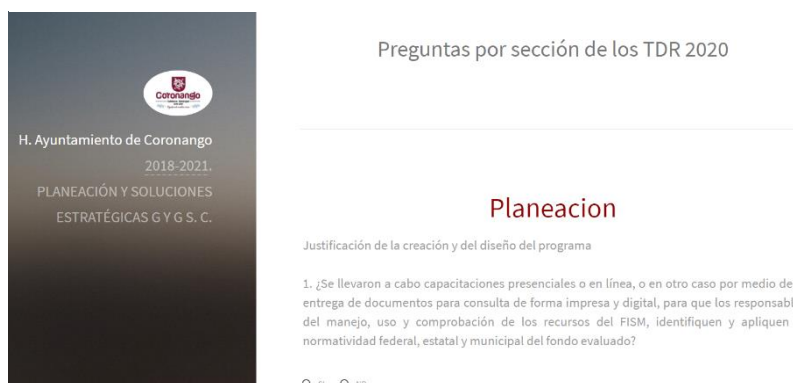 Coronango
H. Ayuntamiento de Coronango
2018-2021.
PLANEACIÓN Y SOLUCIONES
ESTRATÉGICAS G Y G S. C.
Preguntas por sección de los TDR 2020
Planeacion
Justificación de la creación y del diseño del programa
1. ¿Se llevaron a cabo capacitaciones presenciales o en línea, o en otro caso por medio de
entrega de documentos para consulta de forma impresa y digital, para que los responsabl
del manejo, uso y comprobación de los recursos del FISM, identifiquen y apliquen
normatividad federal, estatal y municipal del fondo evaluado?